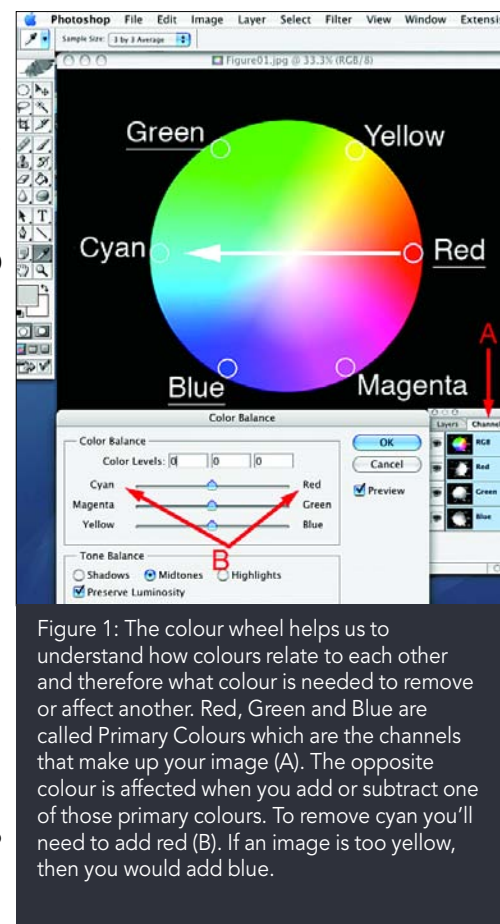 Photoshop File Edit Image Layer Select Filter View Window Extensis
Sample Size: 3 by 3 Average
Figure01.jpg @ 33.3% (RGB/8)
Green Yellow
Cyan Red
Blue Magenta
A
Color Balance
Color Balance
Color Levels: 0 0 0
Cyan Red
Magenta Green
Yellow Blue
B
Tone Balance
Shadows Midtones Highlights
Preserve Luminosity
OK
Cancel
Preview
Layers Channel
RGB
Red
Green
Blue
Figure 1: The colour wheel helps us to
understand how colours relate to each other
and therefore what colour is needed to remove
or affect another. Red, Green and Blue are
called Primary Colours which are the channels
that make up your image (A). The opposite
colour is affected when you add or subtract one
of those primary colours. To remove cyan you'll
need to add red (B). If an image is too yellow,
then you would add blue.